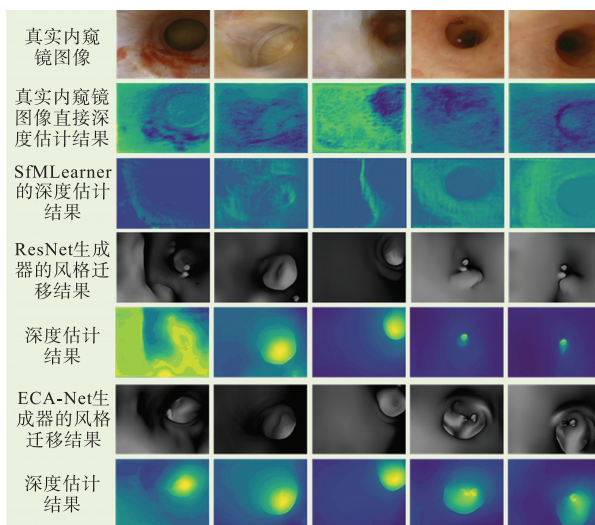 真实内窥
镜图像
真实内窥镜
图像直接深
度估计结果
SfMLearner
的深度估计
结果
ResNet生成
器的风格迁
移结果
深度估计
结果
ECA-Net生
成器的风格
迁移结果
深度估计
结果